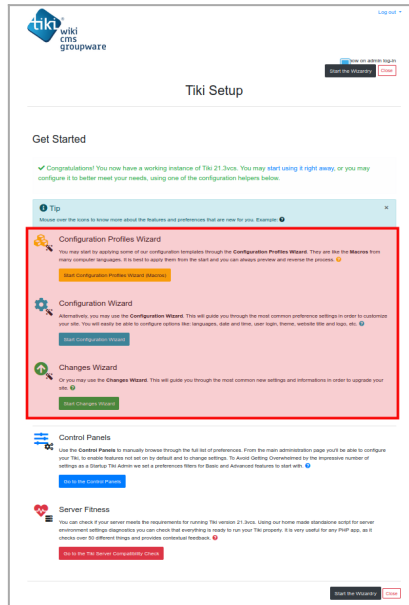 Log out
tiki
wiki
cms
groupware
on admin log-in
Start the Wizardry
Close
Tiki Setup
Get Started
Congratulations! You now have a working instance of Tiki 21.3vcs. You may start using it right away, or you may
configure it to better meet your needs, using one of the configuration helpers below.
Tip
×
Mouse over the icons to know more about the features and preferences that are new for you. Example:
Configuration Profiles Wizard
You may start by applying some of our configuration templates through the Configuration Profiles Wizard. They are like the Macros from
many computer languages. It is best to apply them from the start and you can always preview and reverse the process.
Start Configuration Profiles Wizard (Macros)
Configuration Wizard
Alternatively, you may use the Configuration Wizard. This will guide you through the most common preference settings in order to customize
your site. You will easily be able to configure options like: languages, date and time, user login, theme, website title and logo, etc.
Start Configuration Wizard
Changes Wizard
Or you may use the Changes Wizard. This will guide you through the most common new settings and informations in order to upgrade your
site.
Start Changes Wizard
Control Panels
Use the Control Panels to manually browse through the full list of preferences. From the main administration page you'll be able to configure
your Tiki, to enable features not set on by default and to change settings. To Avoid Getting Overwhelmed by the impressive number of
settings as a Startup Tiki Admin we set a preferences filters for Basic and Advanced features to start with.
Go to the Control Panels
Server Fitness
You can check if your server meets the requirements for running Tiki version 21.3vcs. Using our home made standalone script for server
environment settings diagnostics you can check that everything is ready to run your Tiki properly. It is very useful for any PHP app, as it
checks over 50 different things and provides contextual feedback.
Go to the Tiki Server Compatibility Check
Start the Wizardry
Close